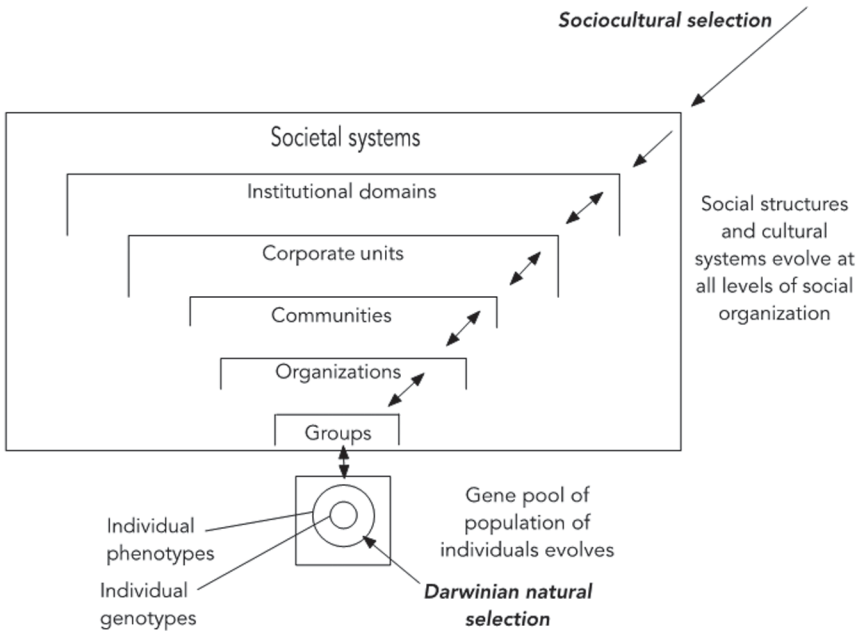 Sociocultural selection
Societal systems
Institutional domains
Corporate units
Communities
Organizations
Groups
Social structures
and cultural
systems evolve at
all levels of social
organization
Individual
phenotypes
Individual
genotypes
Gene pool of
population of
individuals evolves
Darwinian natural
selection